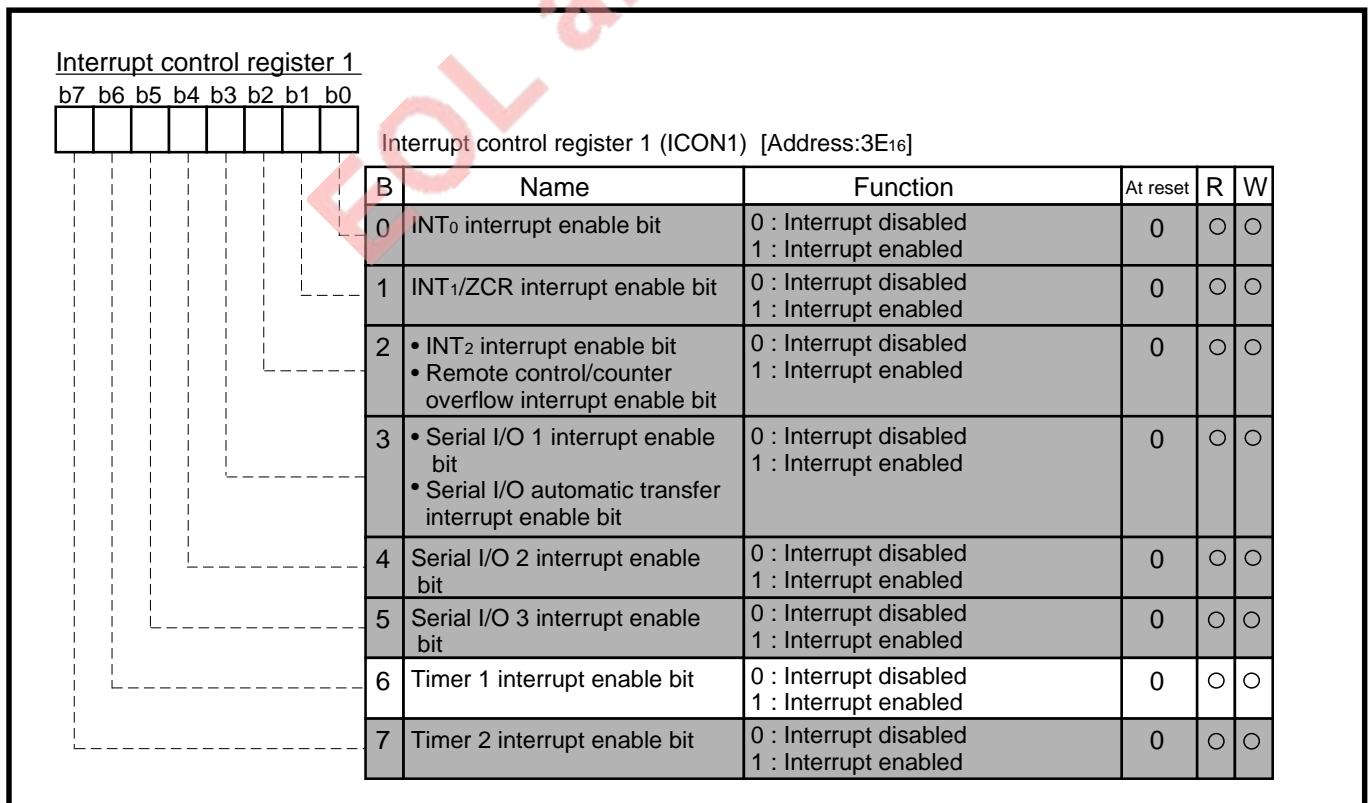 EOL a
Interrupt control register 1
b7 b6 b5 b4 b3 b2 b1 b0
Interrupt control register 1 (ICON1) [Address:3E16]
B Name Function At reset R W
0 INT0 interrupt enable bit 0 : Interrupt disabled 0 ○ ○
1 : Interrupt enabled
1 INT1/ZCR interrupt enable bit 0 : Interrupt disabled 0 ○ ○
1 : Interrupt enabled
2 • INT2 interrupt enable bit 0 : Interrupt disabled 0 ○ ○
• Remote control/counter 1 : Interrupt enabled
overflow interrupt enable bit
3 • Serial I/O 1 interrupt enable 0 : Interrupt disabled 0 ○ ○
bit 1 : Interrupt enabled
• Serial I/O automatic transfer
interrupt enable bit
4 Serial I/O 2 interrupt enable 0 : Interrupt disabled 0 ○ ○
bit 1 : Interrupt enabled
5 Serial I/O 3 interrupt enable 0 : Interrupt disabled 0 ○ ○
bit 1 : Interrupt enabled
6 Timer 1 interrupt enable bit 0 : Interrupt disabled 0 ○ ○
1 : Interrupt enabled
7 Timer 2 interrupt enable bit 0 : Interrupt disabled 0 ○ ○
1 : Interrupt enabled